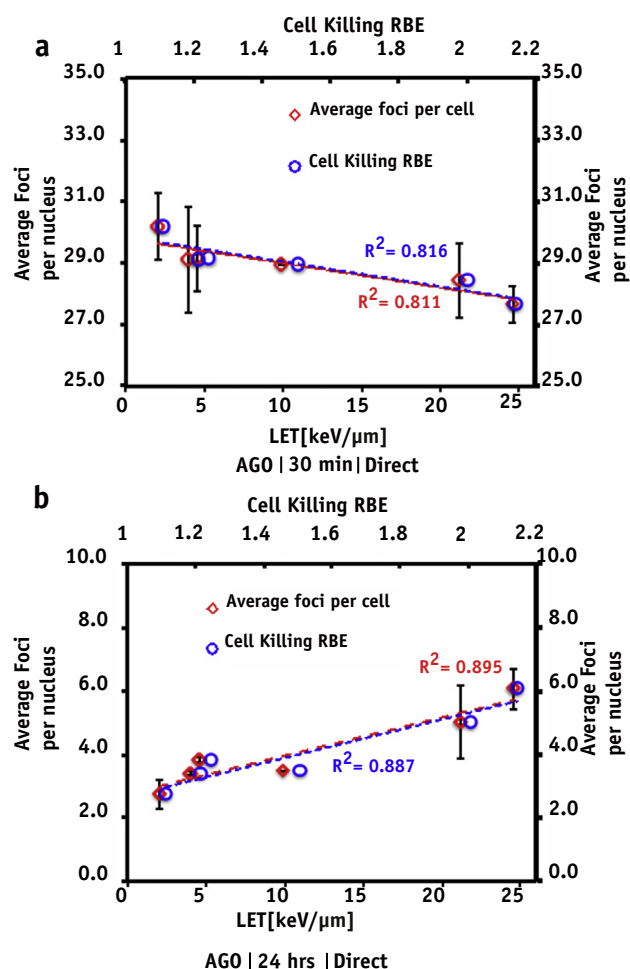 Cell Killing RBE
1 1.2 1.4 1.6 1.8 2 2.2
a
35.0 35.0
Average foci per cell
33.0 33.0
Cell Killing RBE
Average Foci
per nucleus
31.0 31.0
Average Foci
per nucleus
R2= 0.816
29.0 29.0
R2= 0.811
27.0 27.0
25.0 25.0
0 5 10 15 20 25
LET[keV/µm]
AGO | 30 min | Direct
b
Cell Killing RBE
1 1.2 1.4 1.6 1.8 2 2.2
10.0 10.0
Average foci per cell
8.0 8.0
Cell Killing RBE
R2= 0.895
Average Foci
per nucleus
6.0 6.0
Average Foci
per nucleus
4.0 4.0
R2= 0.887
2.0 2.0
0.0 0.0
0 5 10 15 20 25
LET[keV/µm]
AGO | 24 hrs | Direct